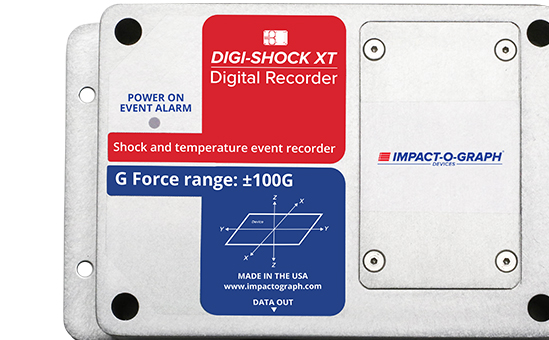 DIGI-SHOCK XT
Digital Recorder
POWER ON
EVENT ALARM
Shock and temperature event recorder
IMPACT-O-GRAPH
DEVICES
G Force range: ±100G
Z
X
Device
Y
Y
X
Z
MADE IN THE USA
www.impactograph.com
DATA OUT